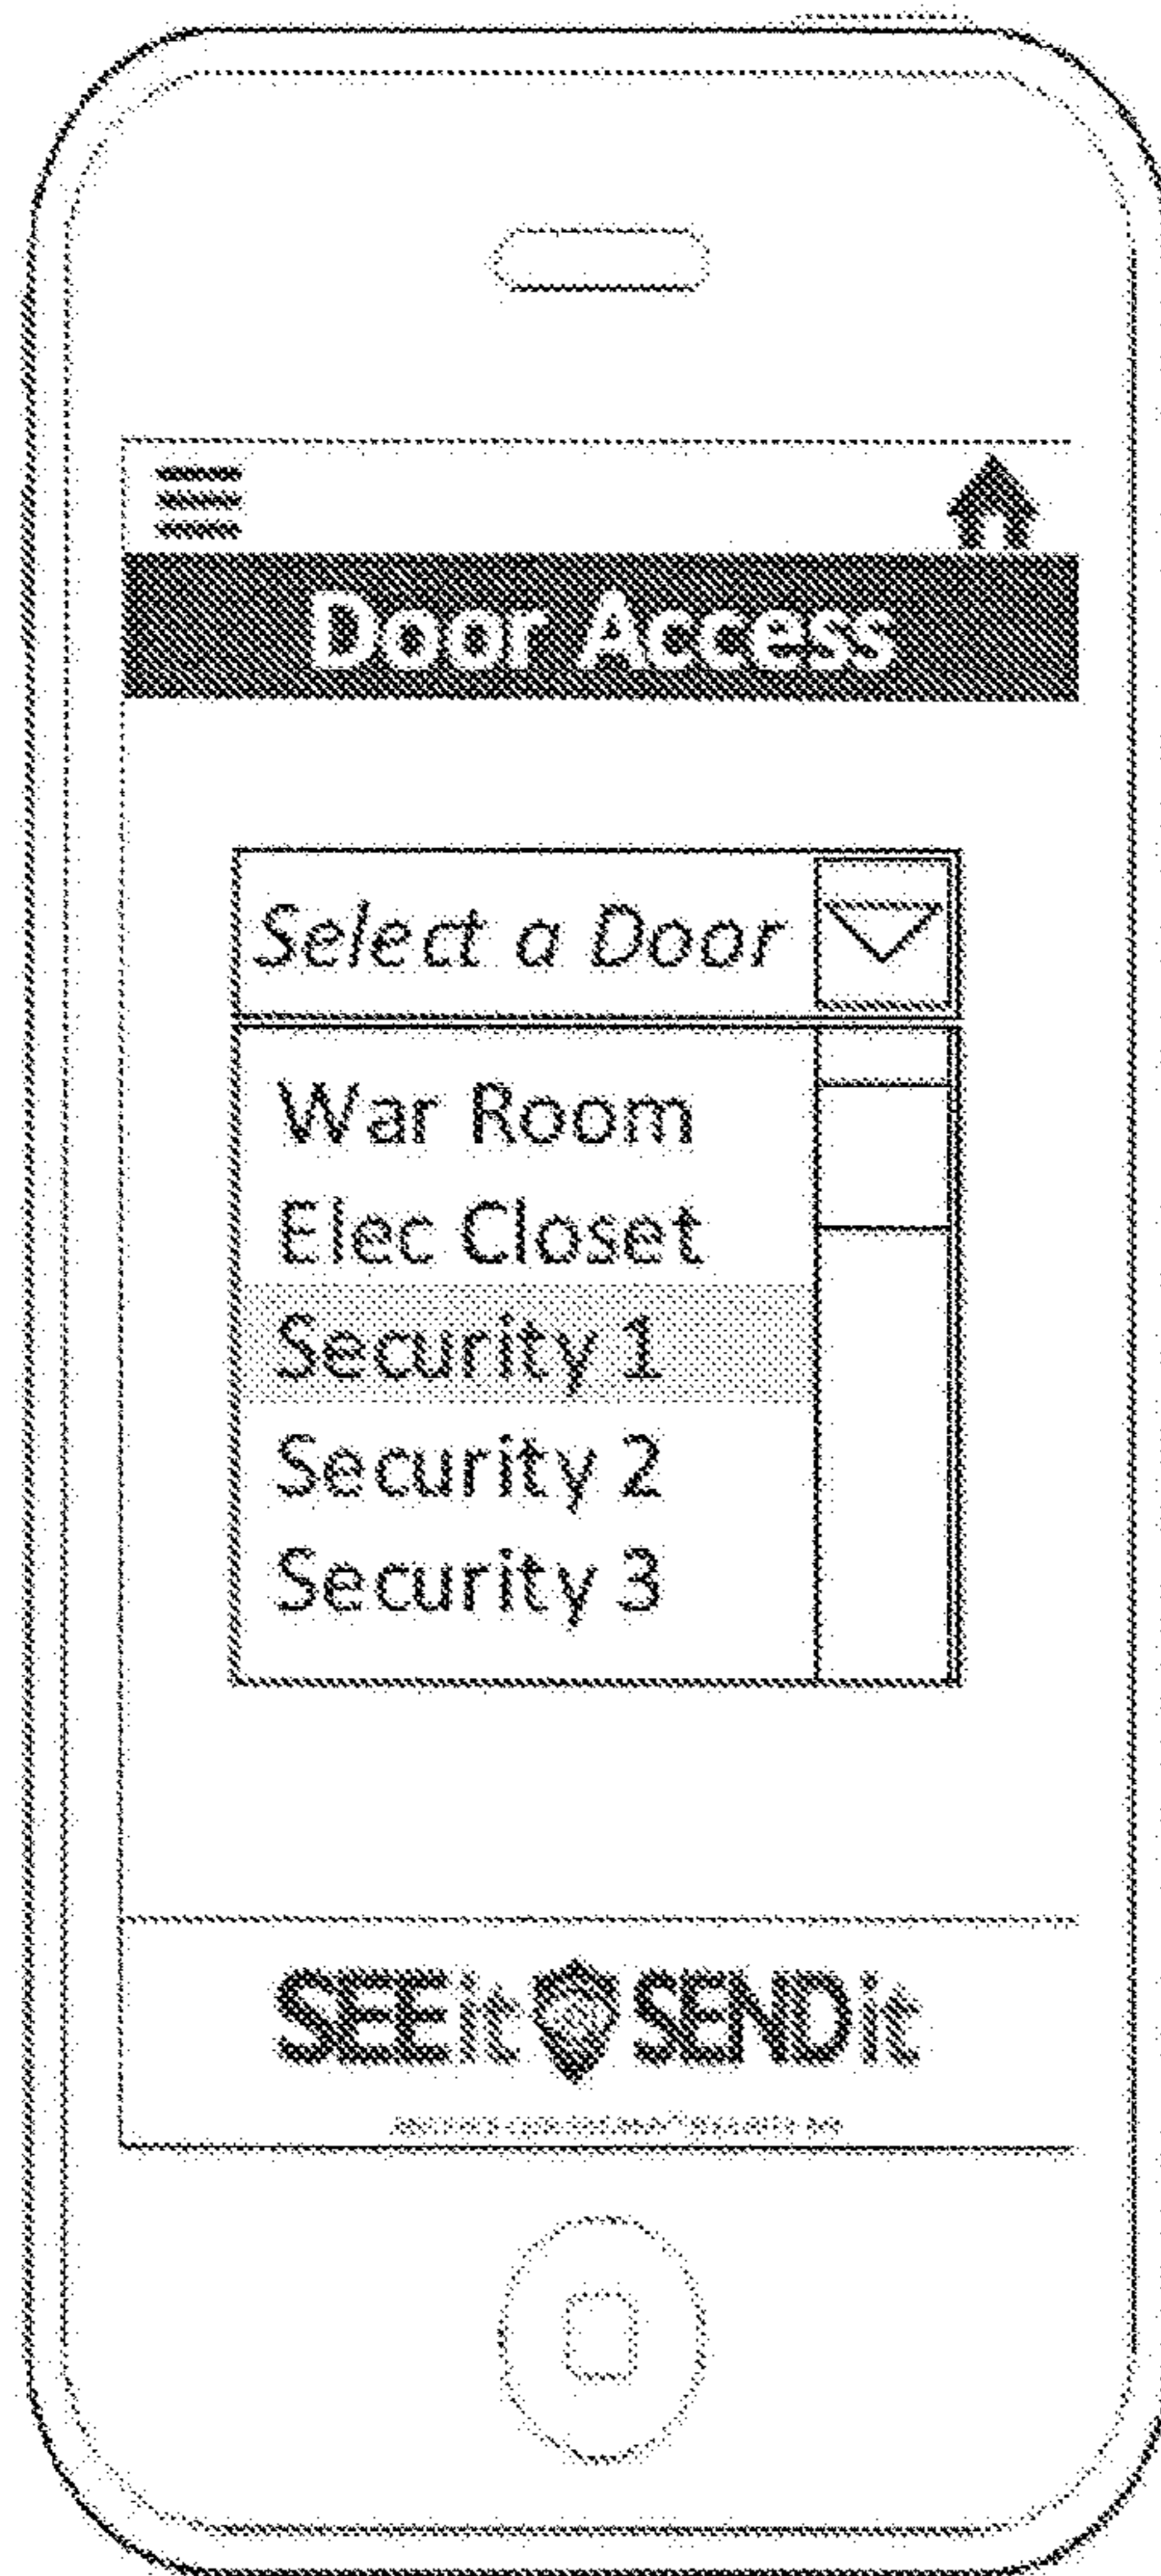 Door Access
Select a Door
War Room
Elec Closet
Security 1
Security 2
Security 3
SEEit SENDit